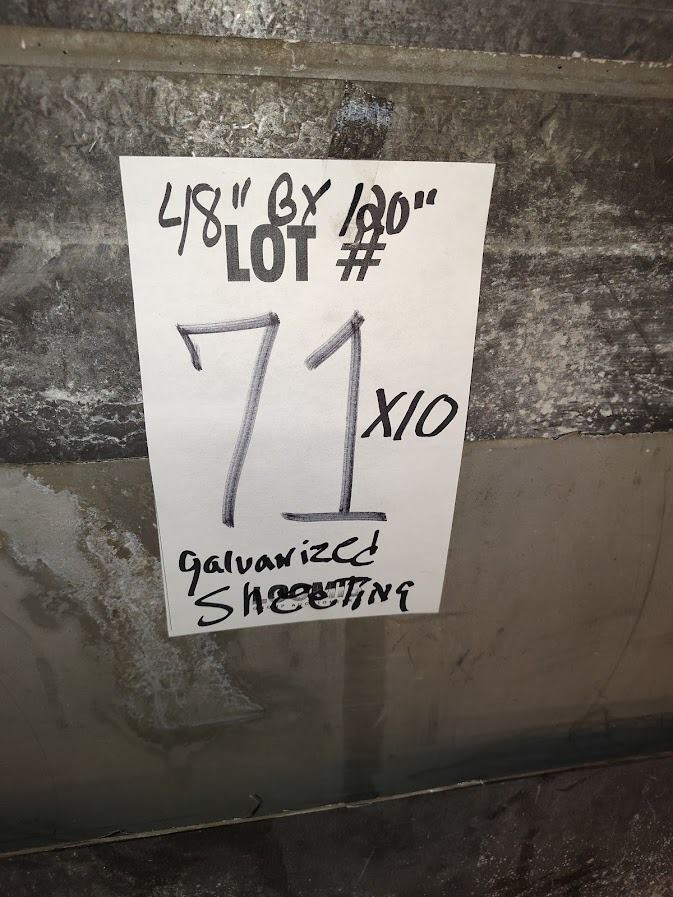 48" BY 120"
LOT #
71 X10
Galvanized
SHEETING